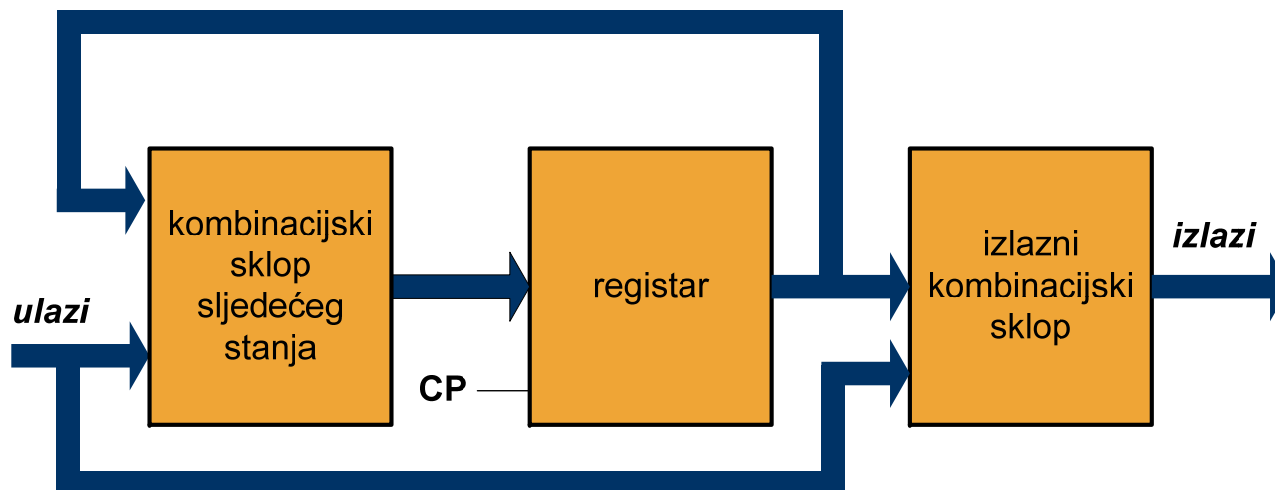 ulazi
kombinacijski
sklop
sljedećeg
stanja
CP
registar
izlazni
kombinacijski
sklop
izlazi